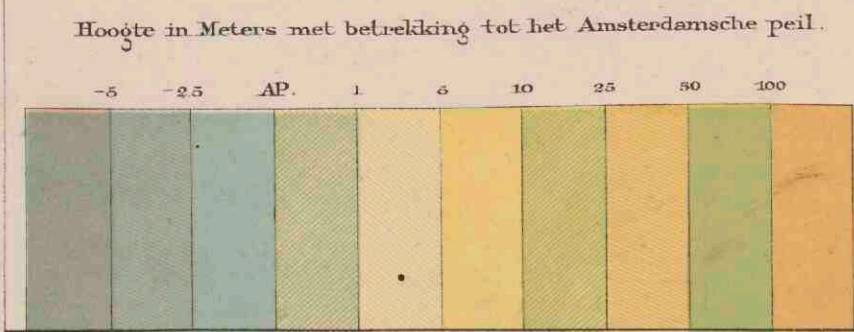 Hoogte in Meters met betrekking tot het Amsterdamsche peil.
-5 -2.5 AP. 1 5 10 25 50 100